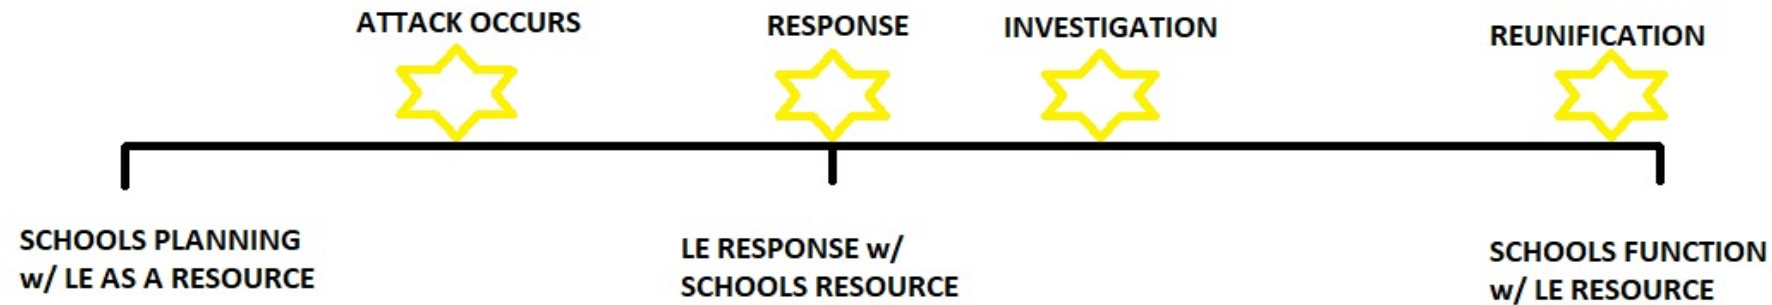 ATTACK OCCURS
RESPONSE
INVESTIGATION
REUNIFICATION
SCHOOLS PLANNING
w/ LE AS A RESOURCE
LE RESPONSE w/
SCHOOLS RESOURCE
SCHOOLS FUNCTION
w/ LE RESOURCE